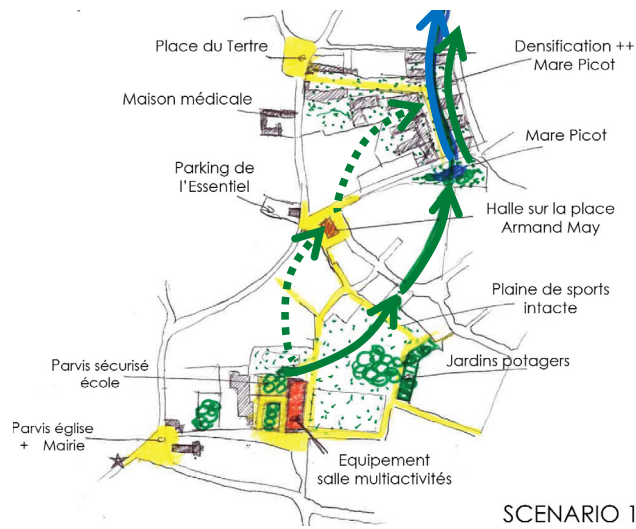 Place du Tertre
Densification ++
Mare Picot
Maison médicale
Mare Picot
Parking de
l'Essentiel
Halle sur la place
Armand May
Plaine de sports
intacte
Jardins potagers
Parvis sécurisé
école
Parvis église
+ Mairie
Equipement
salle multiactivités
SCENARIO 1